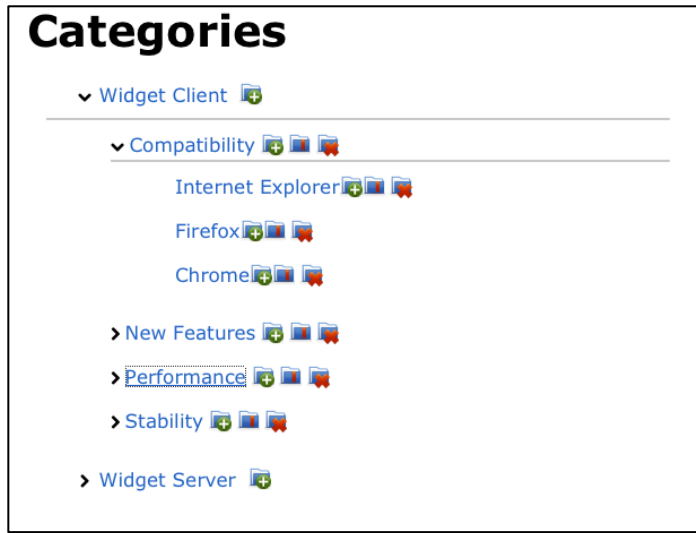 Categories
Widget Client
Compatibility
Internet Explorer
Firefox
Chrome
New Features
Performance
Stability
Widget Server